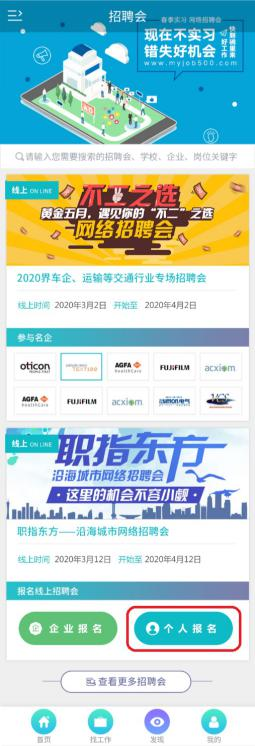 招聘会
春季实习 网络招聘会
现在不实习
错失好机会
www.myjob500.com
请输入您需要搜索的招聘会、学校、企业、岗位关键字
线上 ON LINE
不二之选
黄金五月，遇见你的“不二”之选
网络招聘会
2020界车企、运输等交通行业专场招聘会
线上时间 2020年3月2日 开始至 2020年4月2日
参与名企
oticon
PEOPLE FIRST
TEXT100
AGFA
HealthCare
FUJIFILM
acxiom
AGFA
HealthCare
FUJIFILM
acxiom
VCC
线上 ON LINE
职指东方
沿海城市网络招聘会
这里的机会不容小觑
职指东方——沿海城市网络招聘会
线上时间 2020年3月12日 开始至 2020年4月12日
报名线上招聘会
企业报名
个人报名
查看更多招聘会
首页
找工作
发现
我的